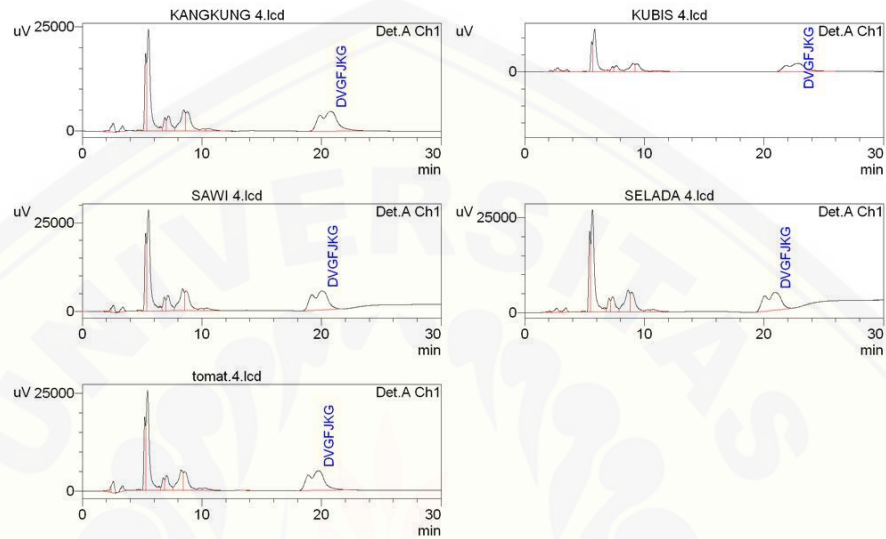 KANGKUNG 4.lcd
uV 25000
Det.A Ch1
DVGFJKG
0
0 10 20 30
min
KUBIS 4.lcd
uV
Det.A Ch1
DVGFJKG
0
0 10 20 30
min
SAWI 4.lcd
uV
25000
Det.A Ch1
DVGFJKG
0
0 10 20 30
min
SELADA 4.lcd
uV
25000
Det.A Ch1
DVGFJKG
0
0 10 20 30
min
tomat.4.lcd
uV 25000
Det.A Ch1
DVGFJKG
0
0 10 20 30
min
UNIVERSITAS